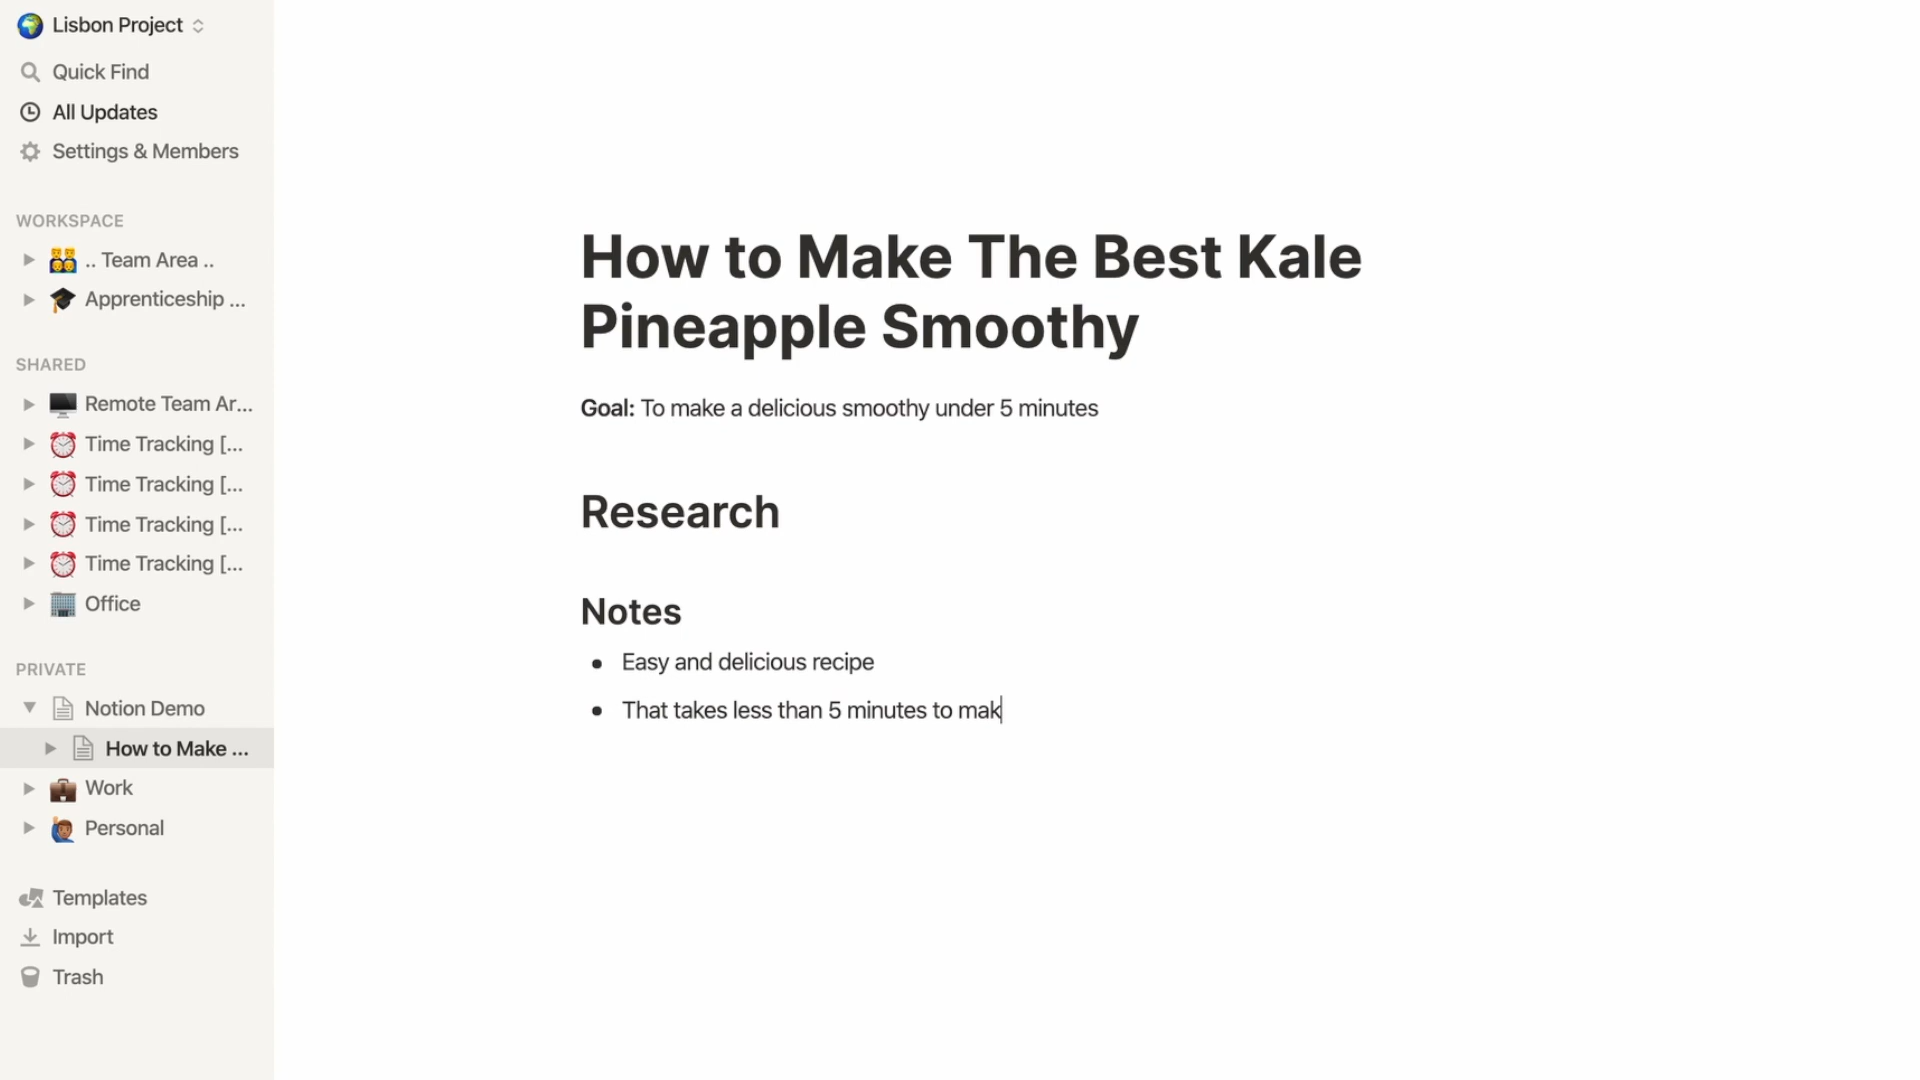 Lisbon Project
Quick Find
All Updates
Settings & Members
WORKSPACE
.. Team Area ..
Apprenticeship ...
SHARED
Remote Team Ar...
Time Tracking [...
Time Tracking [...
Time Tracking [...
Time Tracking [...
Office
PRIVATE
Notion Demo
How to Make ...
Work
Personal
Templates
Import
Trash
How to Make The Best Kale
Pineapple Smoothy
Goal: To make a delicious smoothy under 5 minutes
Research
Notes
• Easy and delicious recipe
• That takes less than 5 minutes to mak